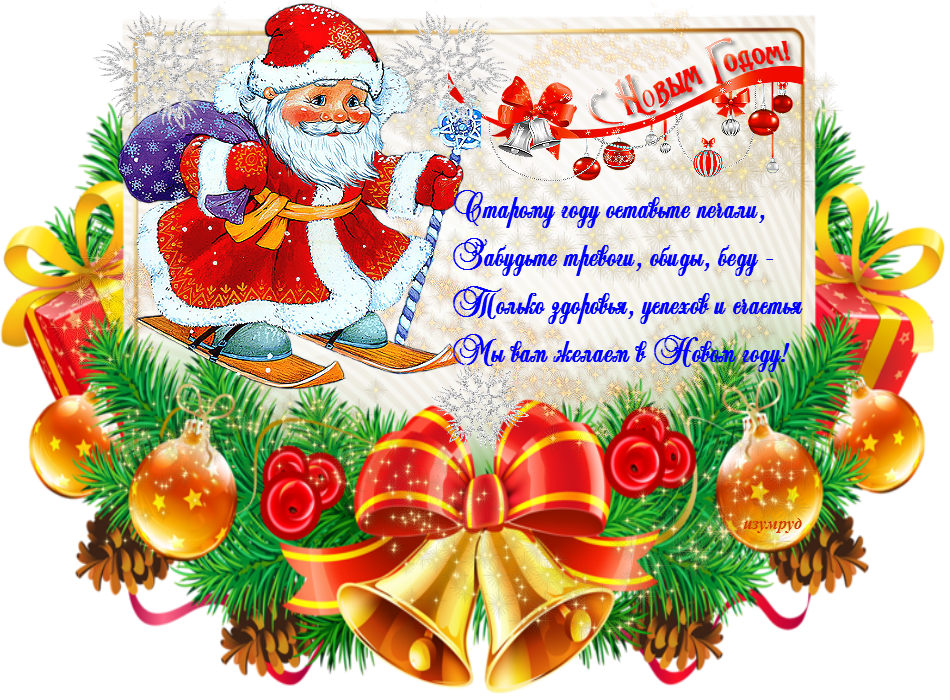 С Новым Годом!
Старому году оставьте печали,
Забудьте тревоги, обиды, беду -
Только здоровья, успехов и счастья
Мы вам желаем в Новом году!
изумруд